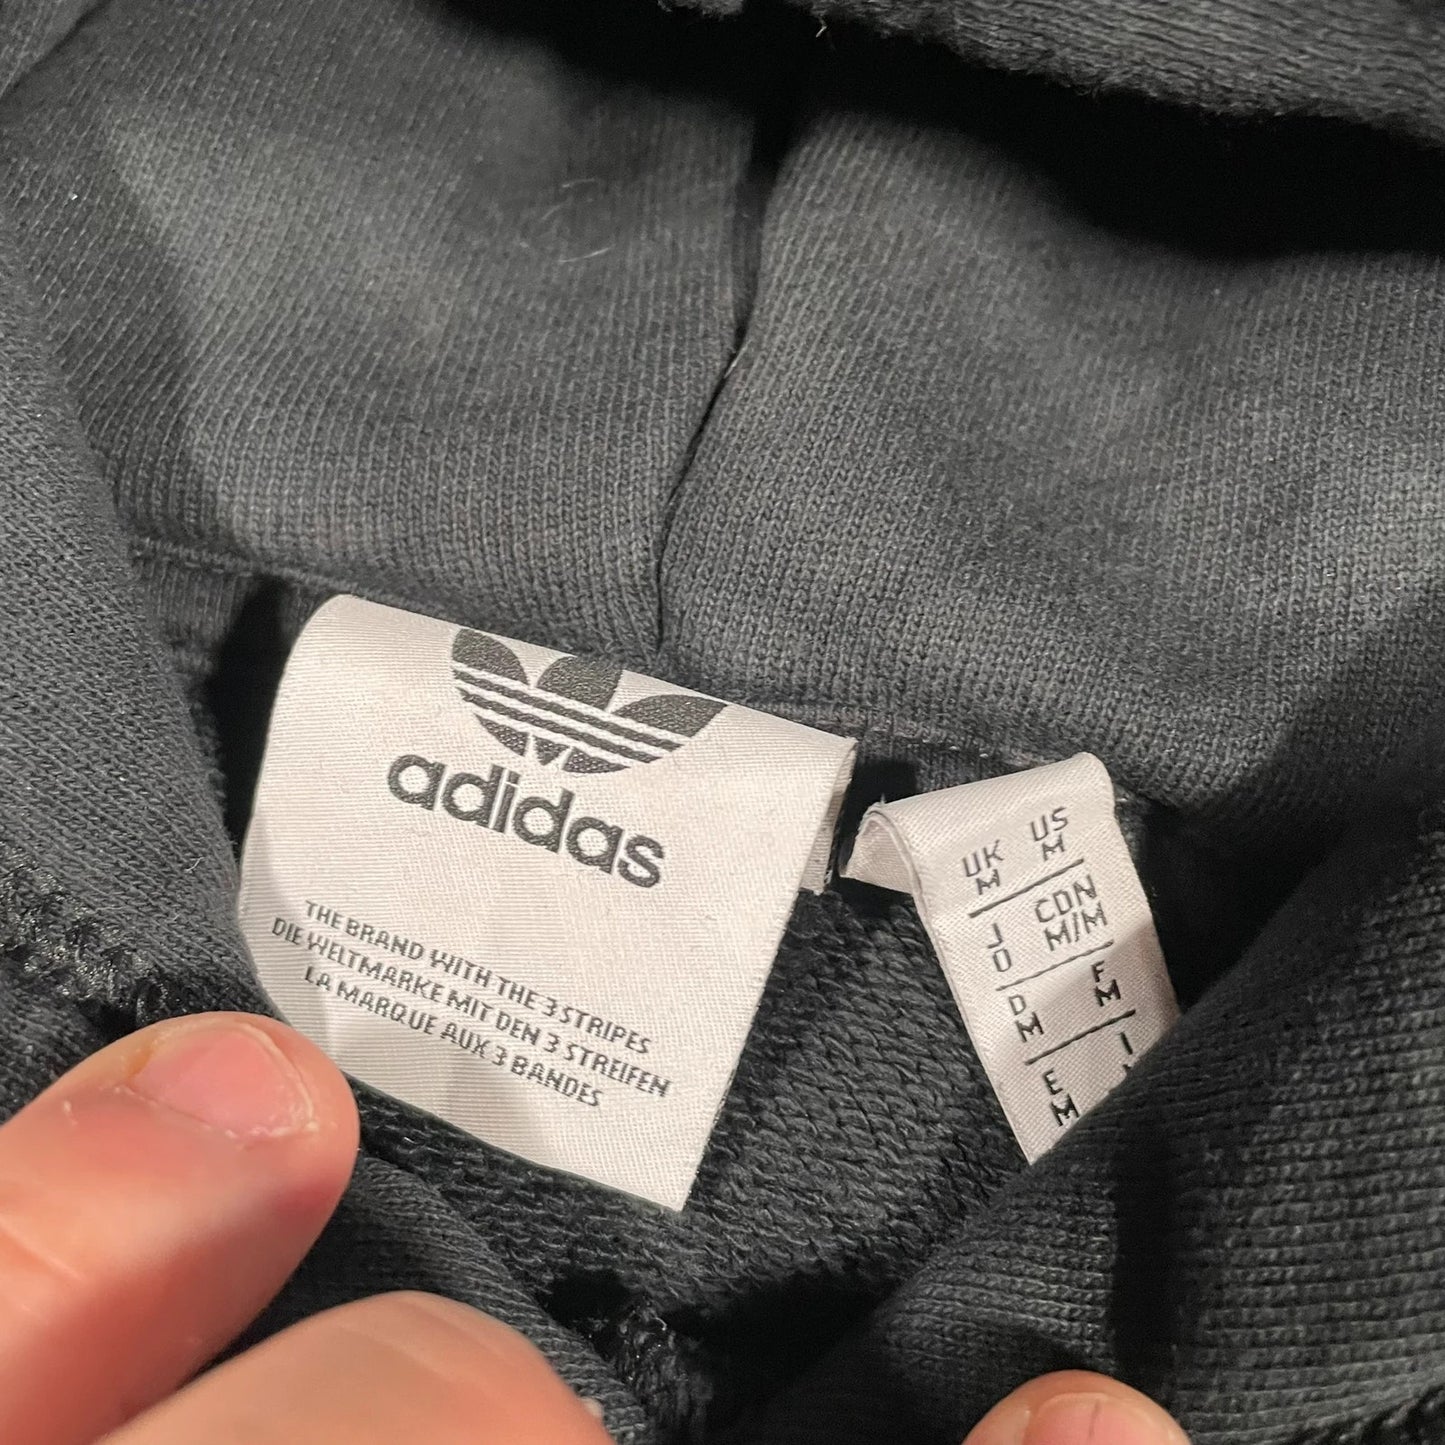 adidas
THE BRAND WITH THE 3 STRIPES
DIE WELTMARKE MIT DEN 3 STREIFEN
LA MARQUE AUX 3 BANDES
UK US
M M
J CDN
O M/M
D F
M M
E I
M